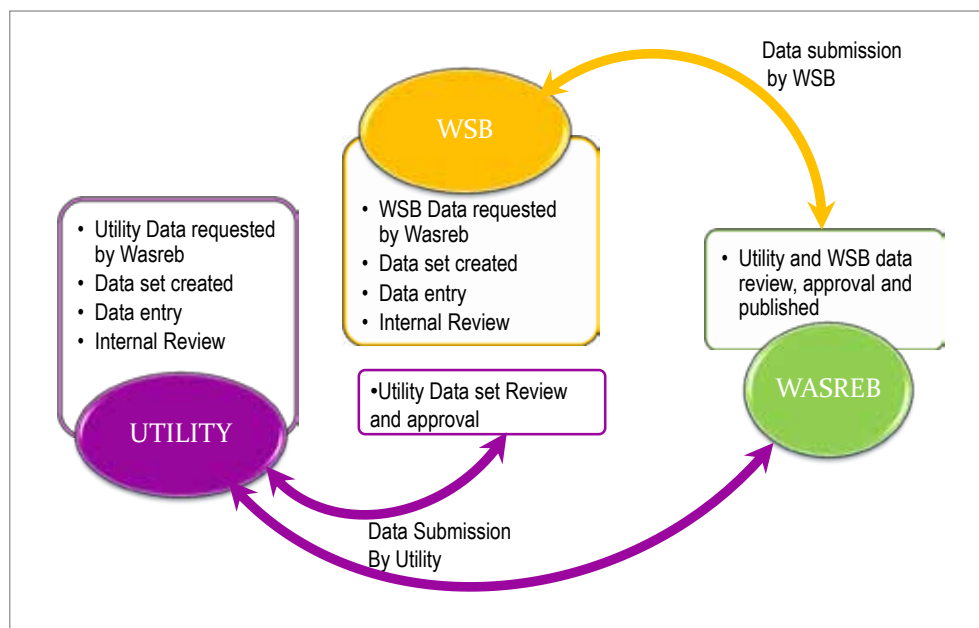 Data submission
by WSB
WSB
• WSB Data requested
by Wasreb
• Data set created
• Data entry
• Internal Review
• Utility Data requested
by Wasreb
• Data set created
• Data entry
• Internal Review
UTILITY
• Utility and WSB data
review, approval and
published
WASREB
•Utility Data set Review
and approval
Data Submission
By Utility